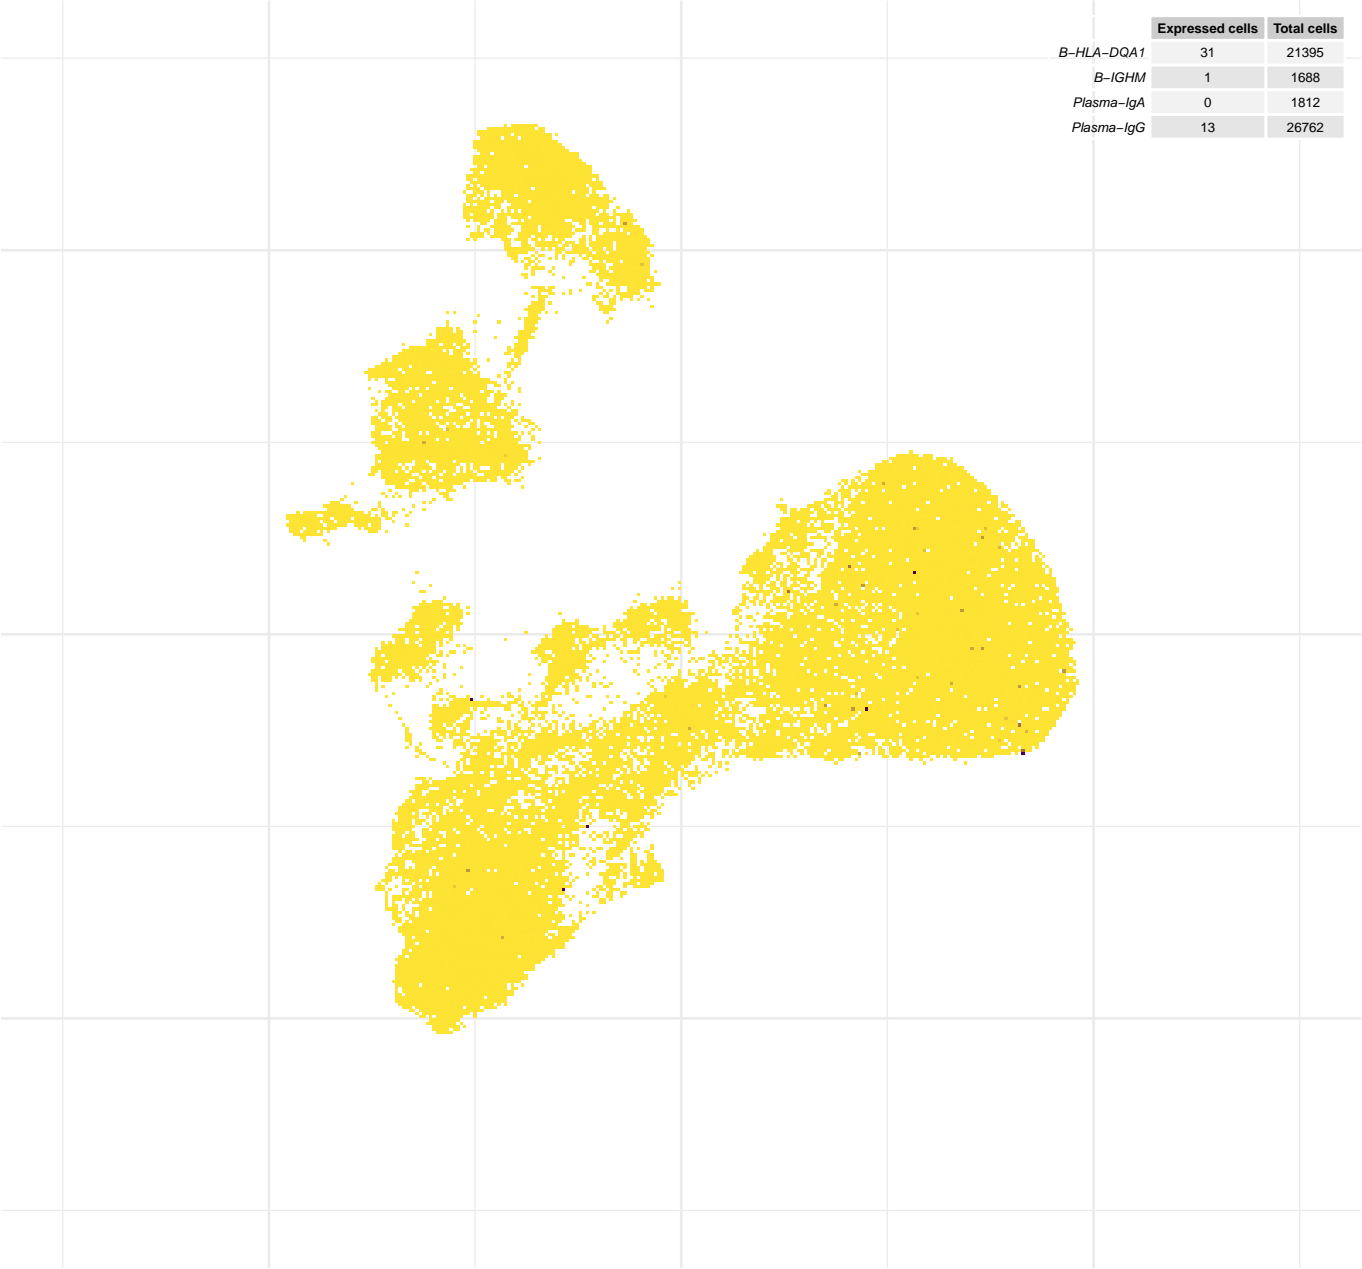 Expressed cells Total cells
B−HLA−DQA1 31 21395
B−IGHM 1 1688
Plasma−IgA 0 1812
Plasma−IgG 13 26762